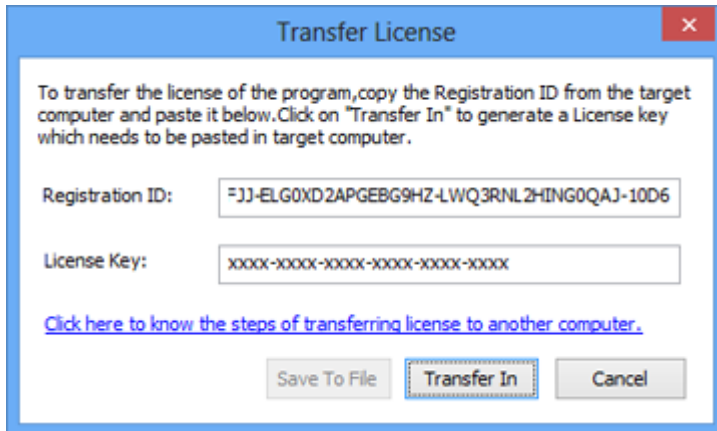 Transfer License
To transfer the license of the program,copy the Registration ID from the target
computer and paste it below.Click on "Transfer In" to generate a License key
which needs to be pasted in target computer.
Registration ID: FJJ-ELG0XD2APGEBG9HZ-LWQ3RNL2HING0QAJ-10D6
License Key: xxxx-xxxx-xxxx-xxxx-xxxx-xxxx
Click here to know the steps of transferring license to another computer.
Save To File Transfer In Cancel